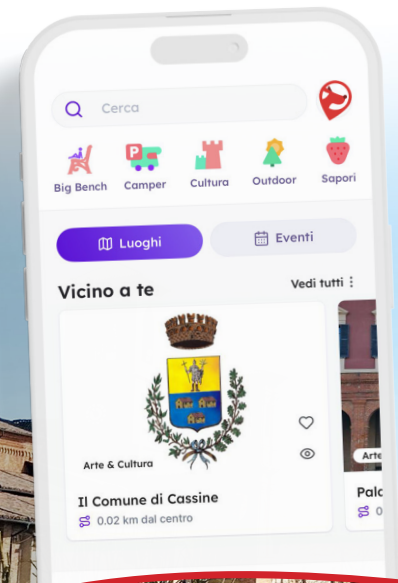 Cerca
P
Big Bench
Camper
Cultura
Outdoor
Sapori
Luoghi
Eventi
Vicino a te
Vedi tutti
Arte & Cultura
Arte
Il Comune di Cassine
0.02 km dal centro
0